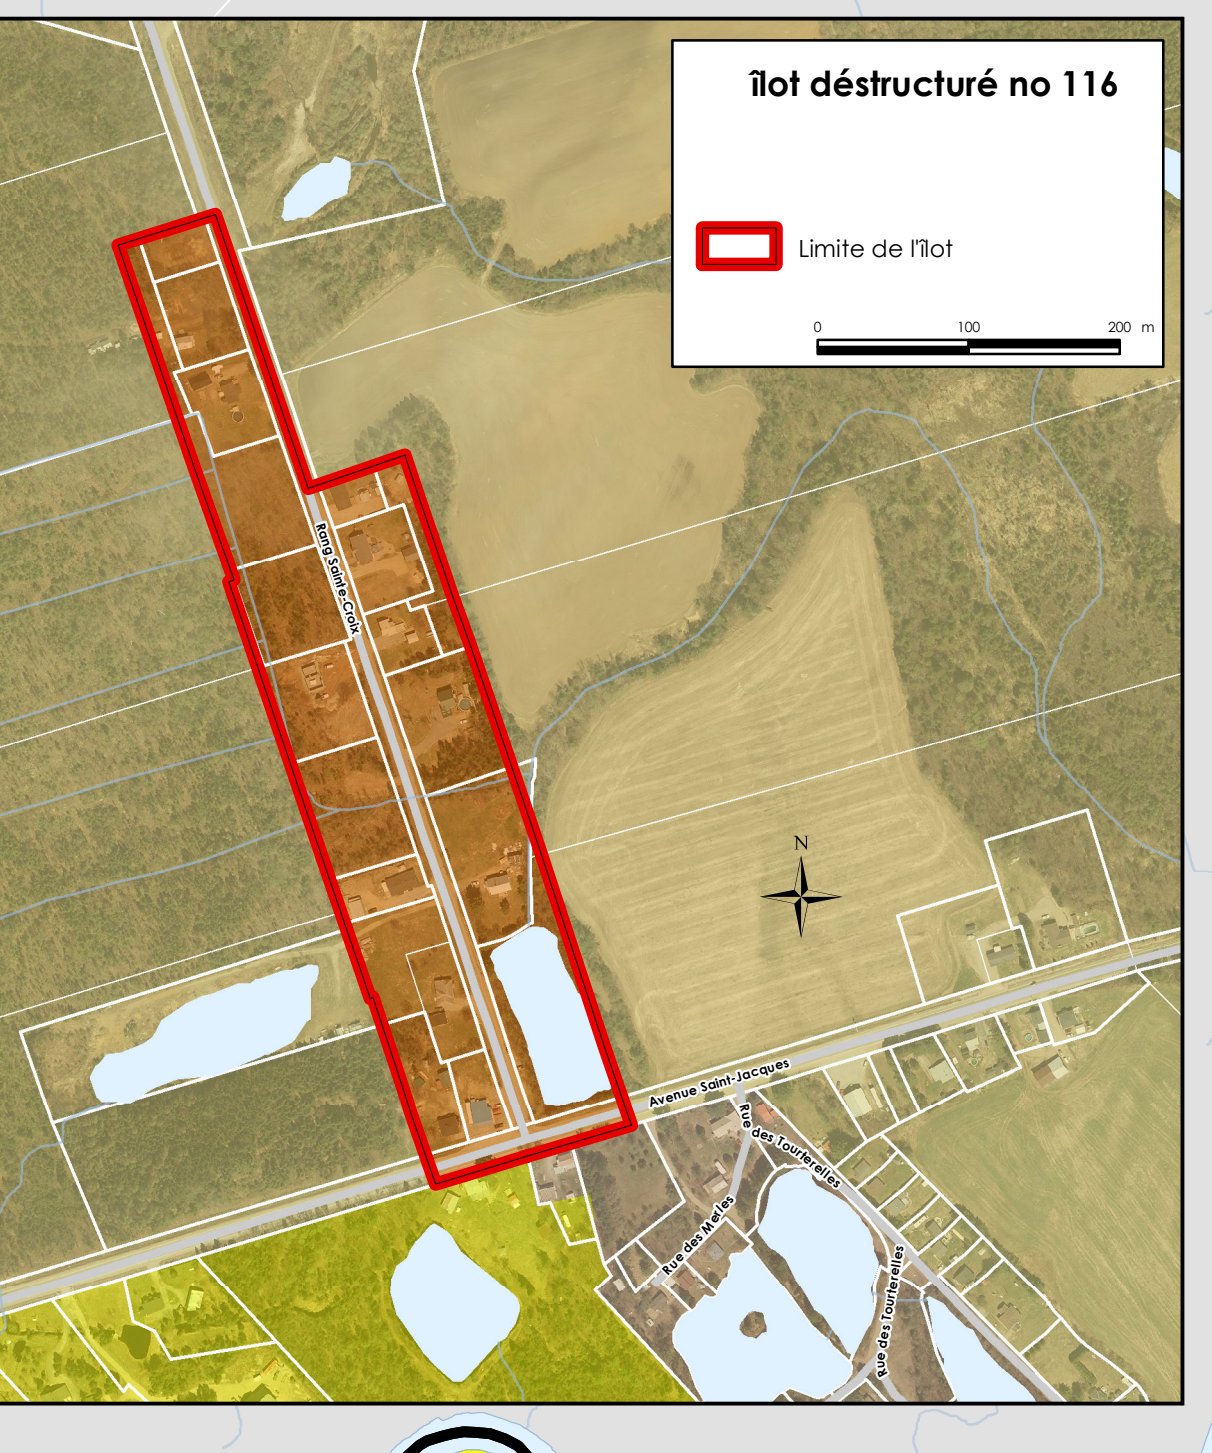 îlot déstructuré no 116
Limite de l'îlot
0 100 200 m
Rang Sainte-Croix
N
Avenue Saint-Jacques
Rue des Tourterelles
Rue des Merles
Rue des Tourterelles